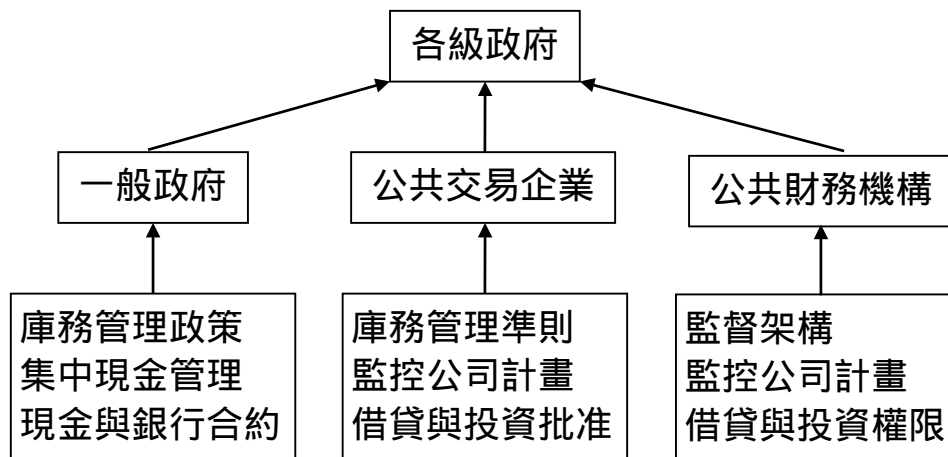 各級政府
一般政府
公共交易企業
公共財務機構
庫務管理政策
集中現金管理
現金與銀行合約
庫務管理準則
監控公司計畫
借貸與投資批准
監督架構
監控公司計畫
借貸與投資權限